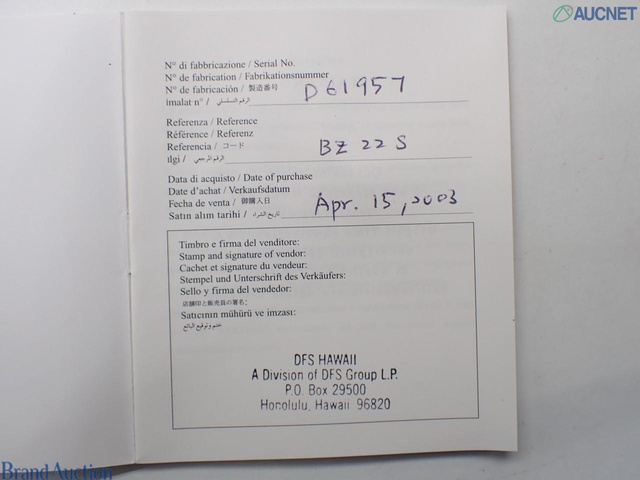 AUCNET
N° di fabbricazione / Serial No.
N° de fabrication / Fabrikationsnummer
N° de fabricación / 製造番号
imalat n° / الرقم التسلسلي
D61957
Referenza / Reference
Référence / Referenz
Referencia / コード
ilgi / الرقم المرجعي
BZ 22 S
Data di acquisto / Date of purchase
Date d'achat / Verkaufsdatum
Fecha de venta / 御購入日
Satın alım tarihi / تاريخ الشراء
Apr. 15, 2003
Timbro e firma del venditore:
Stamp and signature of vendor:
Cachet et signature du vendeur:
Stempel und Unterschrift des Verkäufers:
Sello y firma del vendedor:
店舗印と販売員の署名:
Satıcının mühürü ve imzası:
ختم وتوقيع البائع
DFS HAWAII
A Division of DFS Group L.P.
P.O. Box 29500
Honolulu, Hawaii 96820
Brand Auction